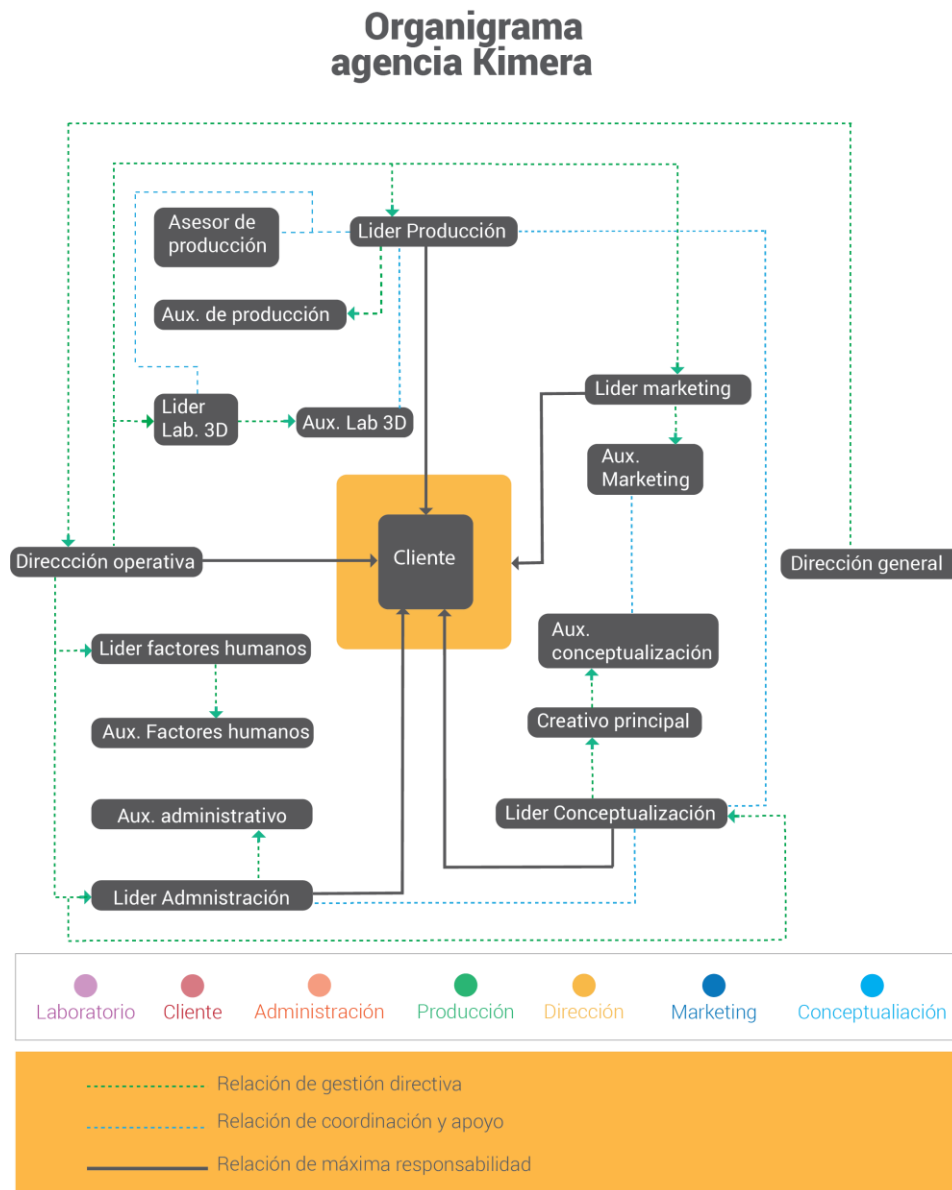 Organigrama
agencia Kimera
Asesor de
producción
Lider Producción
Aux. de producción
Lider
Lab. 3D
Aux. Lab 3D
Lider marketing
Aux.
Marketing
Direccción operativa
Cliente
Dirección general
Lider factores humanos
Aux.
conceptualización
Aux. Factores humanos
Creativo principal
Aux. administrativo
Lider Conceptualización
Lider Admnistración
Laboratorio
Cliente
Administración
Producción
Dirección
Marketing
Conceptualiación
Relación de gestión directiva
Relación de coordinación y apoyo
Relación de máxima responsabilidad